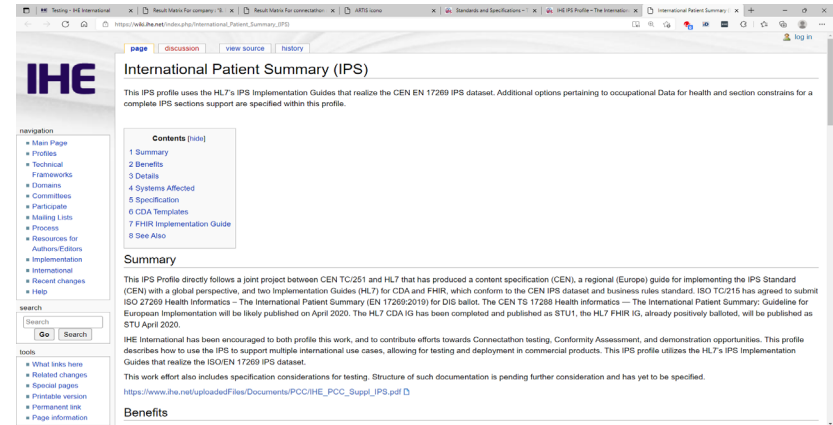 Testing - IHE International
Result Matrix For company : "B
Result Matrix For connectathon
ARTIS icono
Standards and Specifications – T
IHE IPS Profile – The Internation
International Patient Summary (
https://wiki.ihe.net/index.php/International_Patient_Summary_(IPS)
log in
page discussion view source history
IHE
International Patient Summary (IPS)
This IPS profile uses the HL7's IPS Implementation Guides that realize the CEN EN 17269 IPS dataset. Additional options pertaining to occupational Data for health and section constrains for a
complete IPS sections support are specified within this profile.
navigation
Main Page
Profiles
Technical
Frameworks
Domains
Committees
Participate
Mailing Lists
Process
Resources for
Authors/Editors
Implementation
International
Recent changes
Help
search
Search
Go Search
tools
What links here
Related changes
Special pages
Printable version
Permanent link
Page information
Contents [hide]
1 Summary
2 Benefits
3 Details
4 Systems Affected
5 Specification
6 CDA Templates
7 FHIR Implementation Guide
8 See Also
Summary
This IPS Profile directly follows a joint project between CEN TC/251 and HL7 that has produced a content specification (CEN), a regional (Europe) guide for implementing the IPS Standard
(CEN) with a global perspective, and two Implementation Guides (HL7) for CDA and FHIR, which conform to the CEN IPS dataset and business rules standard. ISO TC/215 has agreed to submit
ISO 27269 Health Informatics – The International Patient Summary (EN 17269:2019) for DIS ballot. The CEN TS 17288 Health informatics — The International Patient Summary: Guideline for
European Implementation will be likely published on April 2020. The HL7 CDA IG has been completed and published as STU1, the HL7 FHIR IG, already positively balloted, will be published as
STU April 2020.
IHE International has been encouraged to both profile this work, and to contribute efforts towards Connectathon testing, Conformity Assessment, and demonstration opportunities. This profile
describes how to use the IPS to support multiple international use cases, allowing for testing and deployment in commercial products. This IPS profile utilizes the HL7's IPS Implementation
Guides that realize the ISO/EN 17269 IPS dataset.
This work effort also includes specification considerations for testing. Structure of such documentation is pending further consideration and has yet to be specified.
https://www.ihe.net/uploadedFiles/Documents/PCC/IHE_PCC_Suppl_IPS.pdf
Benefits